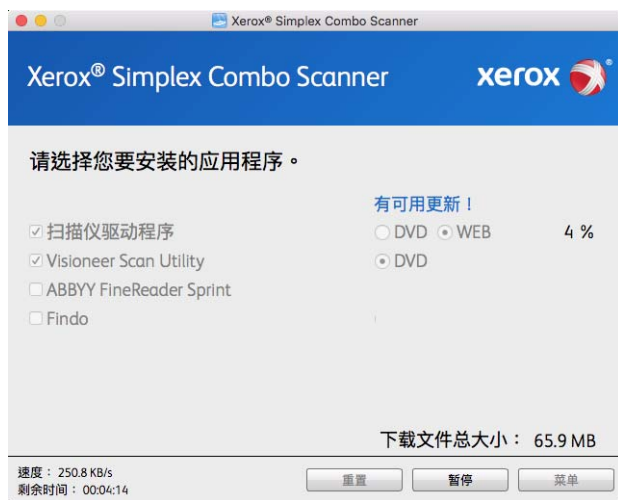 Xerox® Simplex Combo Scanner
Xerox® Simplex Combo Scanner xerox
请选择您要安装的应用程序。
有可用更新！
扫描仪驱动程序 DVD WEB 4 %
Visioneer Scan Utility DVD
ABBYY FineReader Sprint
Findo
下载文件总大小： 65.9 MB
速度： 250.8 KB/s
剩余时间： 00:04:14
重置 暂停 菜单